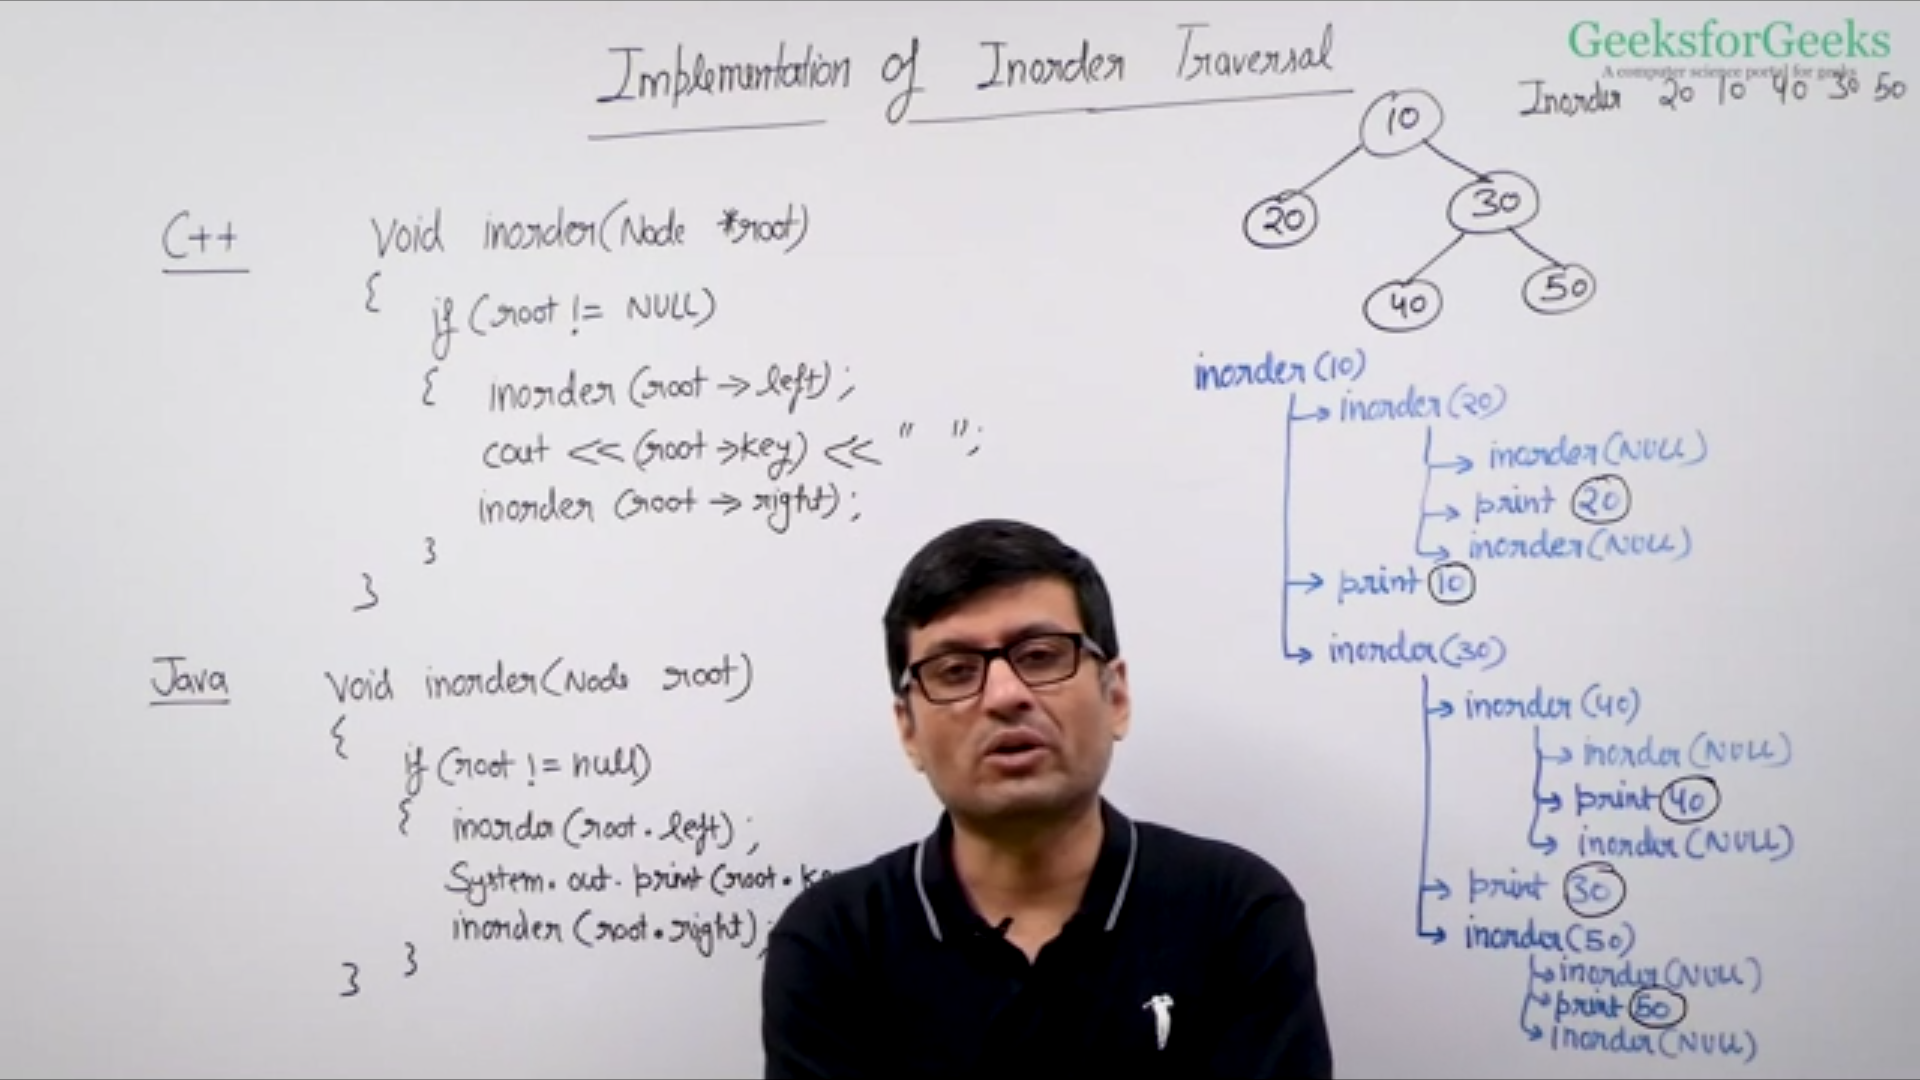 Implementation of Inorder Traversal
GeeksforGeeks
A computer science portal for geeks
Inorder 20 10 40 30 50
10
20 30
40 50
C++
Void inorder(Node *root)
{
if (root != NULL)
{ inorder (root → left);
cout << (root →key) << " ";
inorder (root → right);
}
}
Java
Void inorder(Node root)
{
if (root != null)
{ inorder (root.left);
System.out.print(root.
inorder (root.right);
}
}
inorder (10)
→ inorder(20)
→ inorder(NULL)
→ print 20
→ inorder(NULL)
→ print 10
→ inorder(30)
→ inorder (40)
→ inorder(NULL)
→ print 40
→ inorder(NULL)
→ print 30
→ inorder(50)
→ inorder(NULL)
→ print 50
→ inorder(NULL)